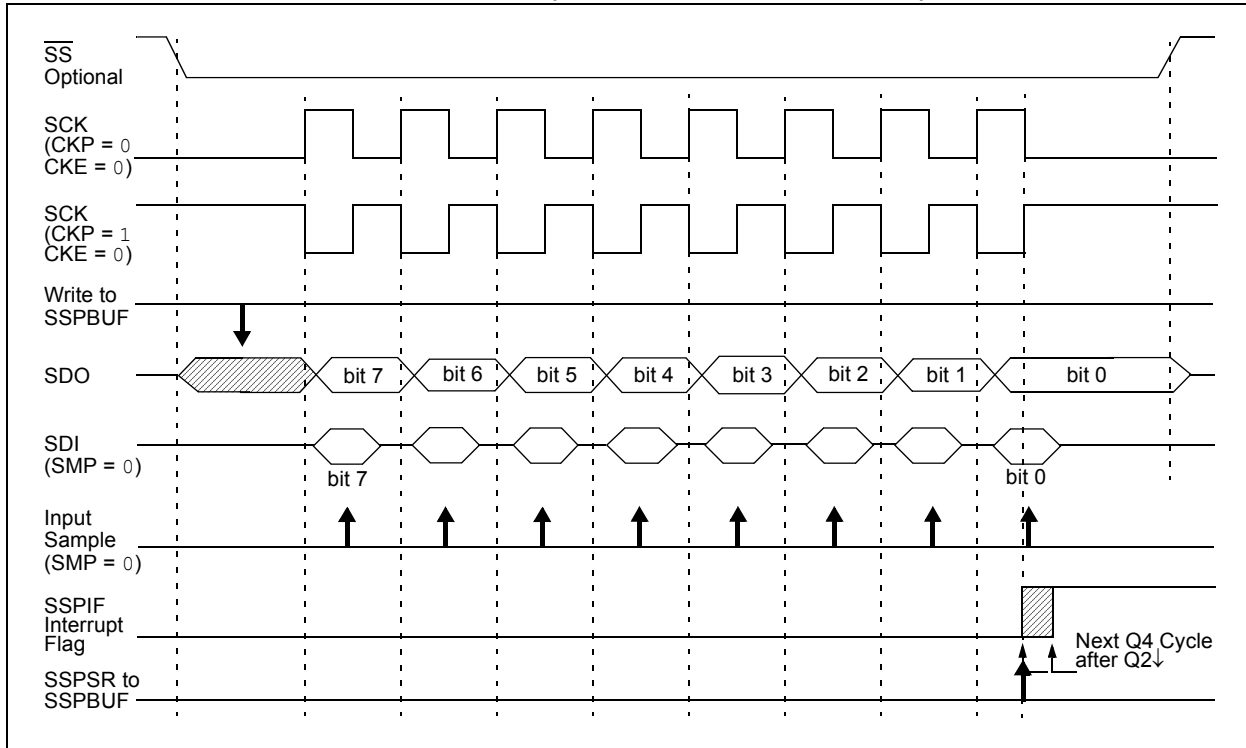 SS
Optional
SCK
(CKP = 0
CKE = 0)
SCK
(CKP = 1
CKE = 0)
Write to
SSPBUF
SDO
bit 7
bit 6
bit 5
bit 4
bit 3
bit 2
bit 1
bit 0
SDI
(SMP = 0)
bit 7
bit 0
Input
Sample
(SMP = 0)
SSPIF
Interrupt
Flag
Next Q4 Cycle
after Q2↓
SSPSR to
SSPBUF